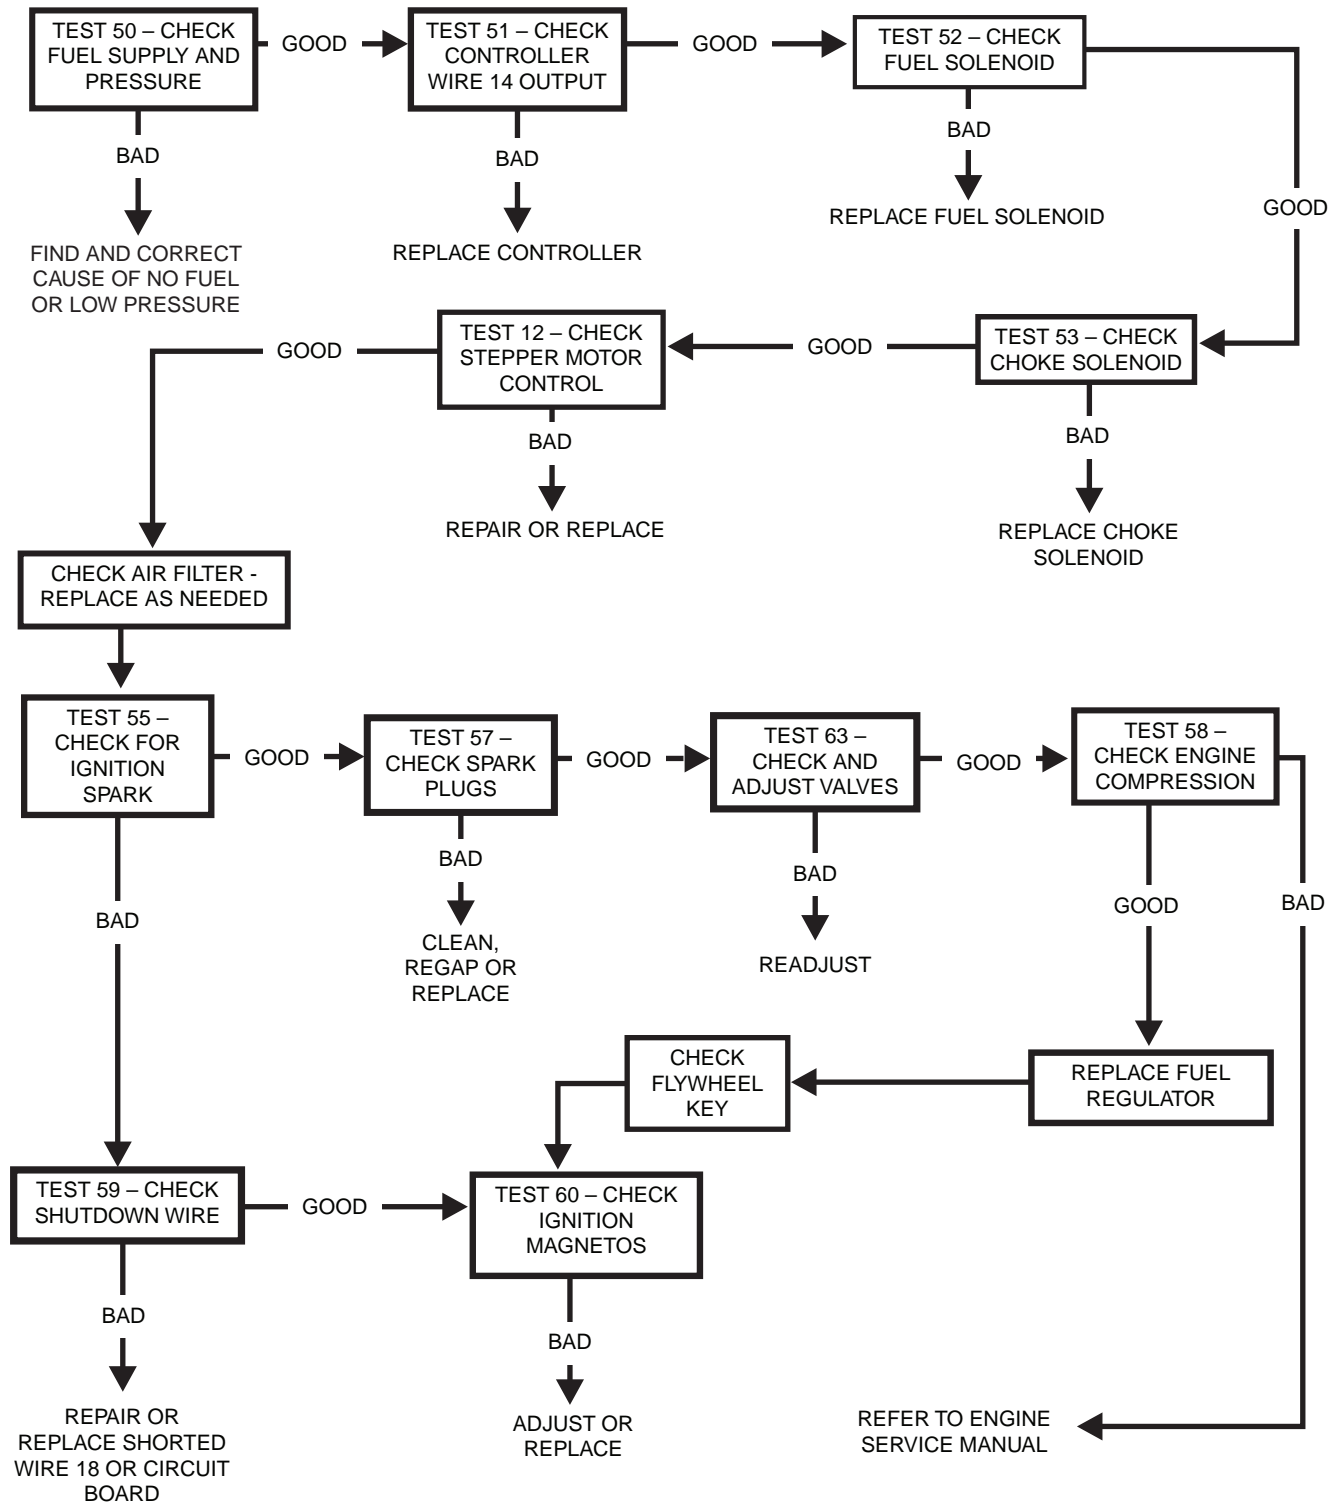 TEST 50 – CHECK
FUEL SUPPLY AND
PRESSURE
GOOD
TEST 51 – CHECK
CONTROLLER
WIRE 14 OUTPUT
GOOD
TEST 52 – CHECK
FUEL SOLENOID
BAD
BAD
BAD
GOOD
FIND AND CORRECT
CAUSE OF NO FUEL
OR LOW PRESSURE
REPLACE CONTROLLER
REPLACE FUEL SOLENOID
GOOD
TEST 12 – CHECK
STEPPER MOTOR
CONTROL
GOOD
TEST 53 – CHECK
CHOKE SOLENOID
BAD
BAD
REPAIR OR REPLACE
REPLACE CHOKE
SOLENOID
CHECK AIR FILTER -
REPLACE AS NEEDED
TEST 55 –
CHECK FOR
IGNITION
SPARK
GOOD
TEST 57 –
CHECK SPARK
PLUGS
GOOD
TEST 63 –
CHECK AND
ADJUST VALVES
GOOD
TEST 58 –
CHECK ENGINE
COMPRESSION
BAD
BAD
BAD
GOOD
BAD
CLEAN,
REGAP OR
REPLACE
READJUST
CHECK
FLYWHEEL
KEY
REPLACE FUEL
REGULATOR
TEST 59 – CHECK
SHUTDOWN WIRE
GOOD
TEST 60 – CHECK
IGNITION
MAGNETOS
BAD
BAD
REPAIR OR
REPLACE SHORTED
WIRE 18 OR CIRCUIT
BOARD
ADJUST OR
REPLACE
REFER TO ENGINE
SERVICE MANUAL